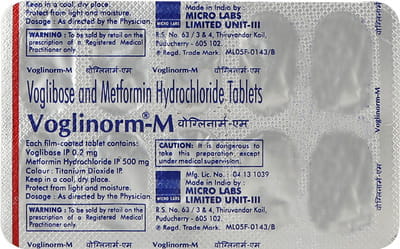 Keep in a cool, dry place.
Protect from light and moisture.
Dosage : As directed by the Physician.
WARNING : To be sold by retail on the
prescription of a Registered Medical
Practitioner only.
Made in India by :
MICRO LABS
LIMITED UNIT-III
R.S. No. 63 / 3 & 4, Thiruvandar Koil,
Puducherry - 605 102.
® Regd. Trade Mark. ML05F-0143/B
MICRO LABS
Voglinorm-M वोग्लिनार्म-एम
Voglibose and Metformin Hydrochloride Tablets
Voglinorm®-M वोग्लिनार्म-एम
Each film-coated tablet contains:
Voglibose IP 0.2 mg
Metformin Hydrochloride IP 500 mg
Colour : Titanium Dioxide IP.
Keep in a cool, dry place.
Protect from light and moisture.
Dosage : As directed by the Physician.
WARNING : To be sold by retail on the
prescription of a Registered Medical
Practitioner only.
CAUTION: It is dangerous to
take this preparation except
under medical supervision.
Mfg. Lic. No. : 04 13 1039
Made in India by :
MICRO LABS
LIMITED UNIT-III
R.S. No. 63 / 3 & 4, Thiruvandar Koil,
Puducherry - 605 102.
® Regd. Trade Mark. ML05F-0143/B
MICRO LABS
Voglinorm-M वोग्लिनार्म-एम